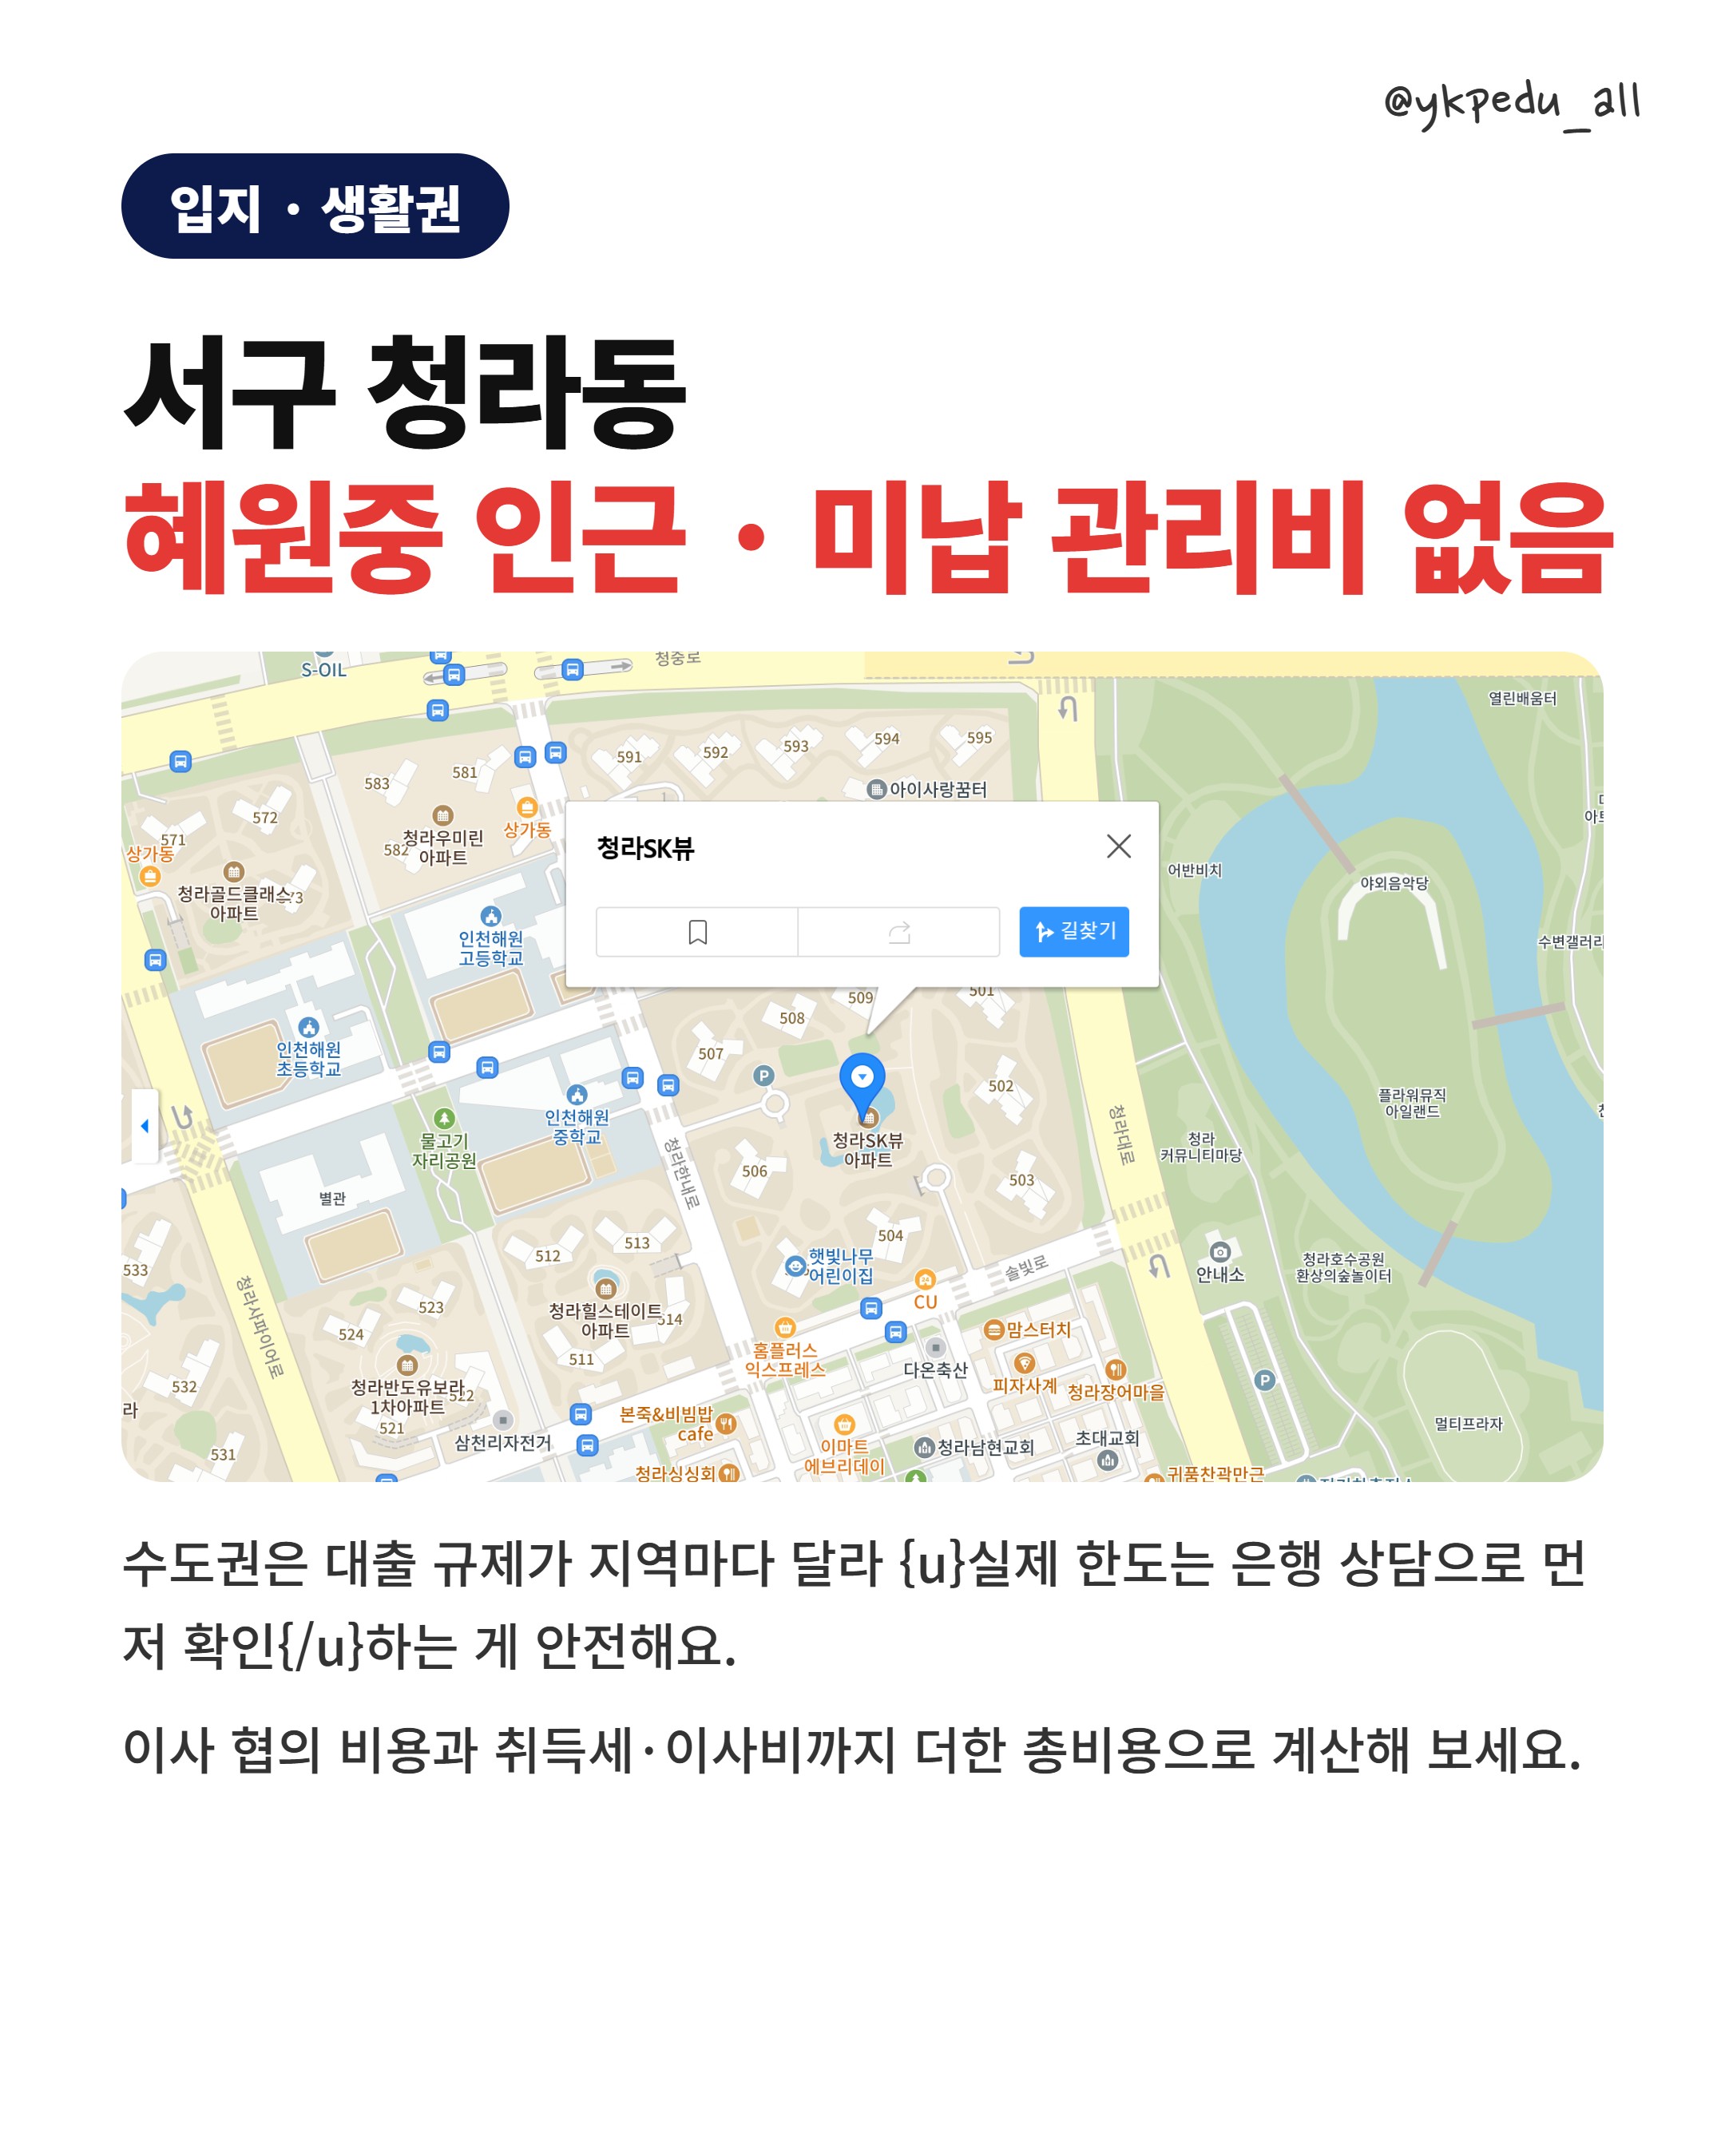 @ykpedu_all
입지 · 생활권
서구 청라동
혜원중 인근 · 미납 관리비 없음
S-OIL
청중로
열린배움터
591
592
593
594
595
583
581
아이사랑꿈터
572
571
상가동
청라우미린
아파트
582
상가동
청라골드클래스
아파트
청라SK뷰
길찾기
어반비치
야외음악당
수변갤러리
인천해원
고등학교
509
501
508
507
인천해원
초등학교
P
502
인천해원
중학교
물고기
자리공원
청라SK뷰
아파트
청라한내로
청라대로
플라워뮤직
아일랜드
청라
커뮤니티마당
506
503
별관
504
512
513
햇빛나무
어린이집
솔빛로
안내소
청라호수공원
환상의숲놀이터
533
청라사파이어로
523
청라힐스테이트
아파트
514
CU
524
511
홈플러스
익스프레스
다온축산
맘스터치
피자사계
청라장어마을
P
532
라
청라반도유보라
1차아파트
522
521
삼천리자전거
본죽&비빔밥
cafe
이마트
에브리데이
청라남현교회
초대교회
멀티프라자
531
청라싱싱회
귀품찬곽만근
수도권은 대출 규제가 지역마다 달라 {u}실제 한도는 은행 상담으로 먼
저 확인{/u}하는 게 안전해요.
이사 협의 비용과 취득세·이사비까지 더한 총비용으로 계산해 보세요.